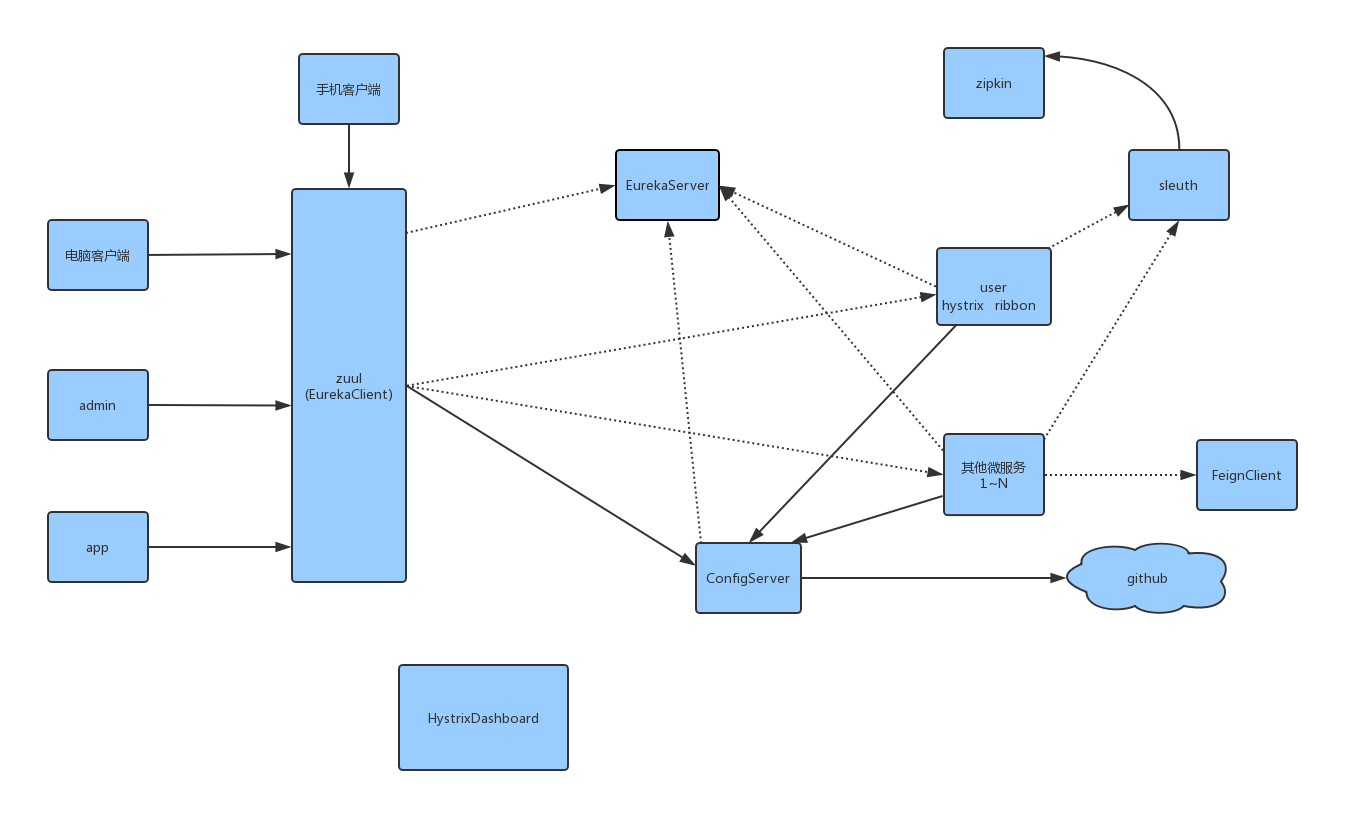 手机客户端
zipkin
EurekaServer
sleuth
电脑客户端
user
hystrix ribbon
zuul
(EurekaClient)
admin
其他微服务
1~N
FeignClient
app
ConfigServer
github
HystrixDashboard